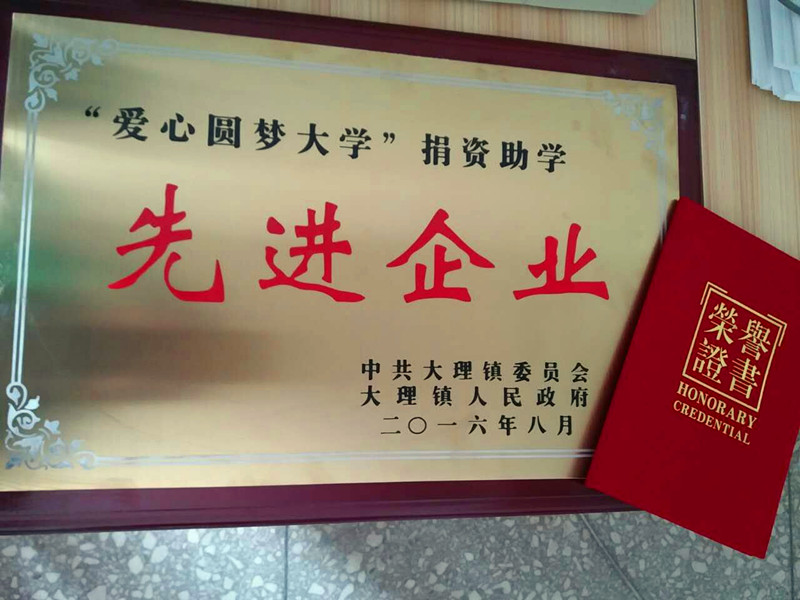 “爱心圆梦大学”捐资助学
先进企业
中共大理镇委员会
大理镇人民政府
二〇一六年八月
榮譽
證書
HONORARY
CREDENTIAL